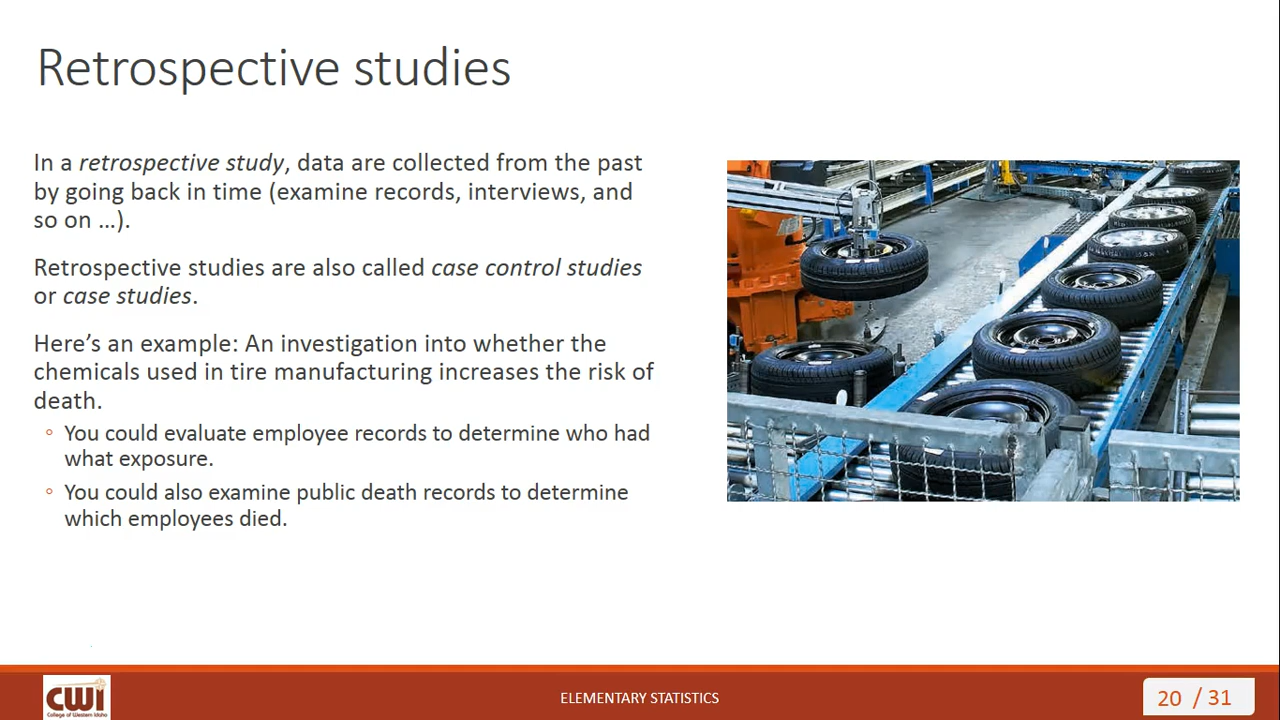 Retrospective studies
In a retrospective study, data are collected from the past
by going back in time (examine records, interviews, and
so on …).
Retrospective studies are also called case control studies
or case studies.
Here’s an example: An investigation into whether the
chemicals used in tire manufacturing increases the risk of
death.
◦ You could evaluate employee records to determine who had
what exposure.
◦ You could also examine public death records to determine
which employees died.
CWI
College of Western Idaho
ELEMENTARY STATISTICS
20 / 31